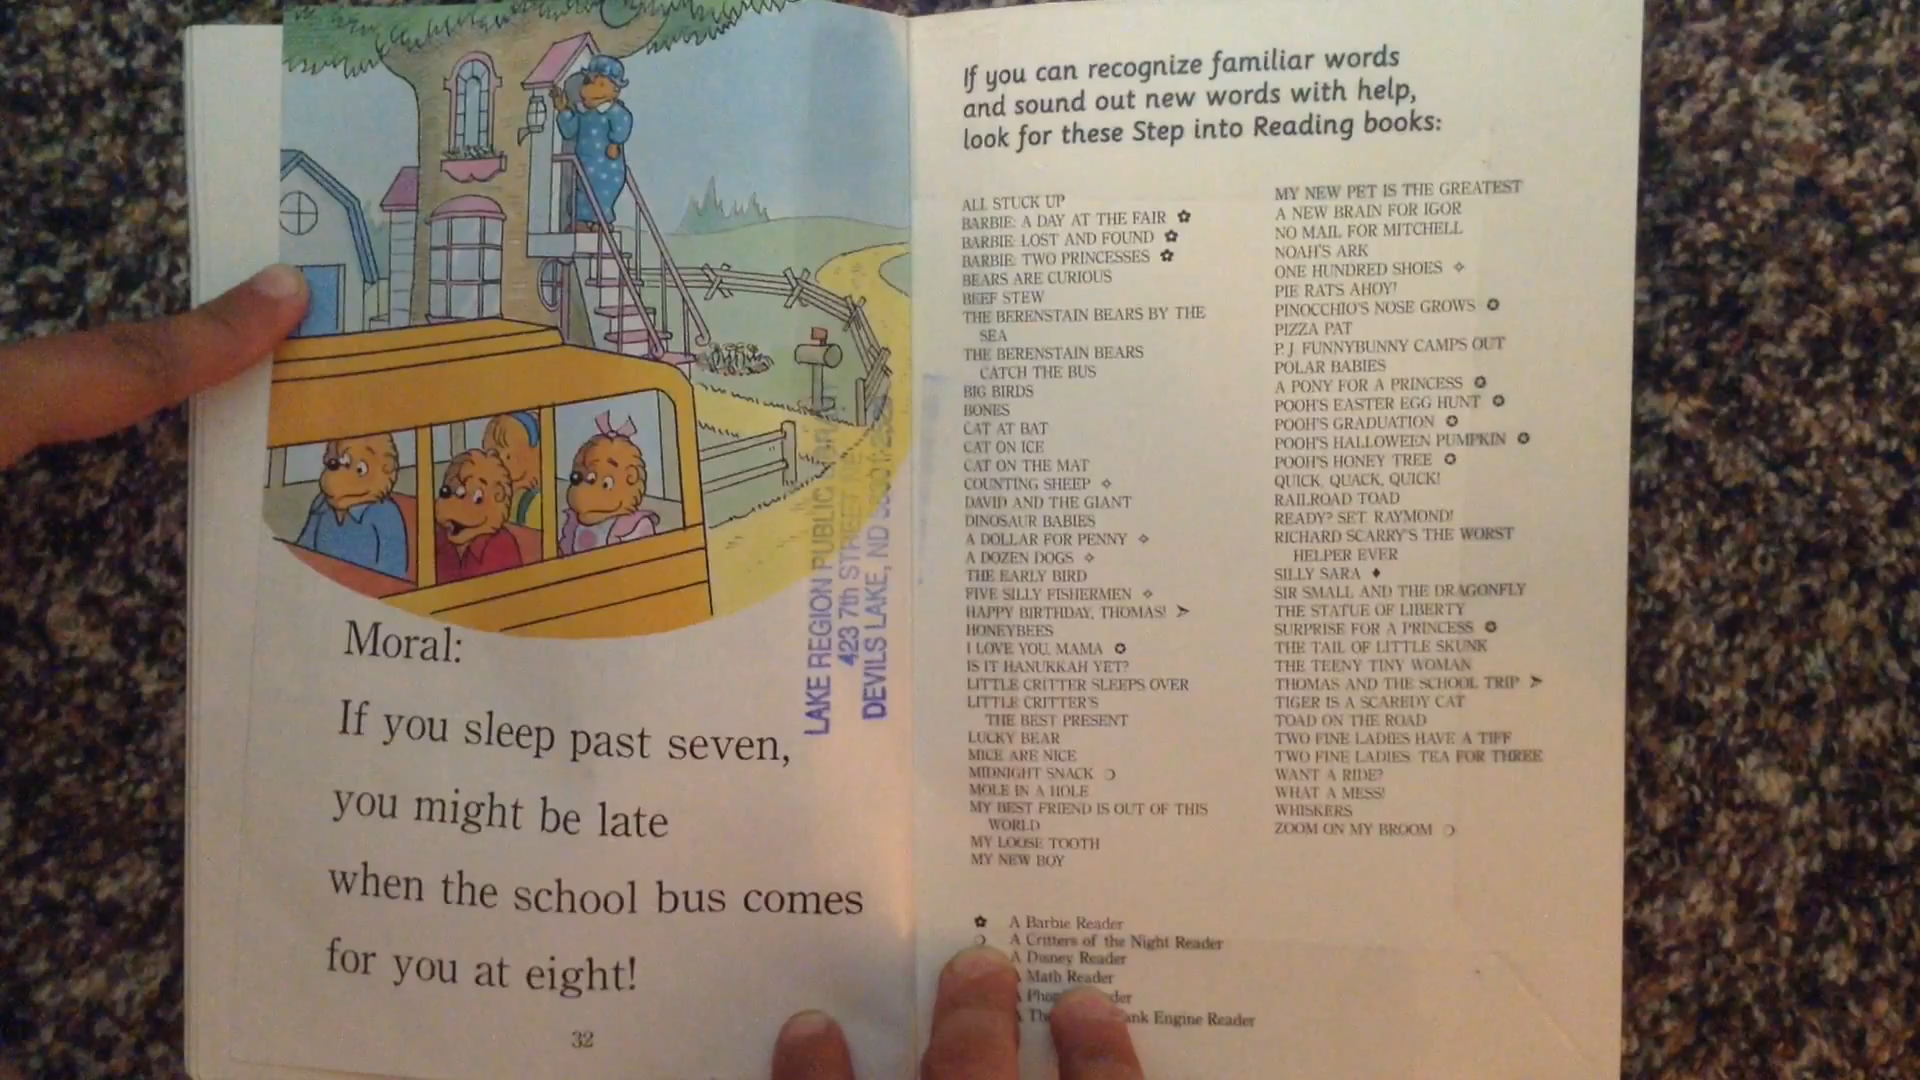 Moral:
If you sleep past seven,
you might be late
when the school bus comes
for you at eight!
32
LAKE REGION PUBLIC
423 7th STREET NE
DEVILS LAKE, ND
If you can recognize familiar words
and sound out new words with help,
look for these Step into Reading books:
ALL STUCK UP
BARBIE: A DAY AT THE FAIR ✿
BARBIE: LOST AND FOUND ✿
BARBIE: TWO PRINCESSES ✿
BEARS ARE CURIOUS
BEEF STEW
THE BERENSTAIN BEARS BY THE
SEA
THE BERENSTAIN BEARS
CATCH THE BUS
BIG BIRDS
BONES
CAT AT BAT
CAT ON ICE
CAT ON THE MAT
COUNTING SHEEP ✧
DAVID AND THE GIANT
DINOSAUR BABIES
A DOLLAR FOR PENNY ✧
A DOZEN DOGS ✧
THE EARLY BIRD
FIVE SILLY FISHERMEN ✧
HAPPY BIRTHDAY, THOMAS! ➣
HONEYBEES
I LOVE YOU, MAMA ✪
IS IT HANUKKAH YET?
LITTLE CRITTER SLEEPS OVER
LITTLE CRITTER'S
THE BEST PRESENT
LUCKY BEAR
MICE ARE NICE
MIDNIGHT SNACK ❍
MOLE IN A HOLE
MY BEST FRIEND IS OUT OF THIS
WORLD
MY LOOSE TOOTH
MY NEW BOY
MY NEW PET IS THE GREATEST
A NEW BRAIN FOR IGOR
NO MAIL FOR MITCHELL
NOAH'S ARK
ONE HUNDRED SHOES ✧
PIE RATS AHOY!
PINOCCHIO'S NOSE GROWS ✪
PIZZA PAT
P. J. FUNNYBUNNY CAMPS OUT
POLAR BABIES
A PONY FOR A PRINCESS ✪
POOH'S EASTER EGG HUNT ✪
POOH'S GRADUATION ✪
POOH'S HALLOWEEN PUMPKIN ✪
POOH'S HONEY TREE ✪
QUICK, QUACK, QUICK!
RAILROAD TOAD
READY? SET. RAYMOND!
RICHARD SCARRY'S THE WORST
HELPER EVER
SILLY SARA ♦
SIR SMALL AND THE DRAGONFLY
THE STATUE OF LIBERTY
SURPRISE FOR A PRINCESS ✪
THE TAIL OF LITTLE SKUNK
THE TEENY TINY WOMAN
THOMAS AND THE SCHOOL TRIP ➣
TIGER IS A SCAREDY CAT
TOAD ON THE ROAD
TWO FINE LADIES HAVE A TIFF
TWO FINE LADIES: TEA FOR THREE
WANT A RIDE?
WHAT A MESS!
WHISKERS
ZOOM ON MY BROOM ❍
✿ A Barbie Reader
❍ A Critters of the Night Reader
A Disney Reader
A Math Reader
A
Engine Reader